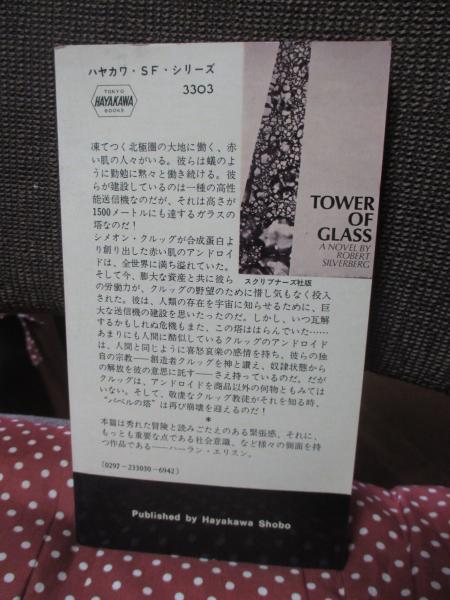 ハヤカワ・SF・シリーズ
3303
TOKYO
HAYAKAWA
BOOKS
TOWER
OF
GLASS
A NOVEL BY
ROBERT
SILVERBERG
スクリブナーズ社版
凍てつく北極圏の大地に働く、赤
い肌の人々がいる。彼らは蟻のよ
うに勤勉に黙々と働き続ける。彼
らが建設しているのは一種の高性
能送信機なのだが、それは高さが
1500メートルにも達するガラスの
塔なのだ！
シメオン・クルッグが合成蛋白よ
り創り出した赤い肌のアンドロイ
ドは、全世界に満ち溢れていた。
そして今、膨大な資産と共に彼ら
の労働力が、クルッグの野望のために惜し気もなく投入
された。彼は、人類の存在を宇宙に知らせるために、巨
大な送信機の建設を思いたったのだ。しかし、いつ瓦解
するかもしれぬ危機もまた、この塔ははらんでいた……
あまりにも人間に酷似しているクルッグのアンドロイド
は、人間と同じように喜怒哀楽の感情を持ち、彼らの独
自の宗教――創造者クルッグを神と讃え、奴隷状態から
の解放を彼の意思に託す――さえ持っているのだ。だが
クルッグは、アンドロイドを商品以外の何物ともみては
いない。そして、敬虔なクルッグ教徒がそれを知る時、
“バベルの塔”は再び崩壊を迎えるのだ！
＊
本篇は秀れた冒険と読みごたえのある緊張感、それに、
もっとも重要な点である社会意識、など様々の側面を持
つ作品である――ハーラン・エリスン。
〔0297-233030-6942〕
Published by Hayakawa Shobo